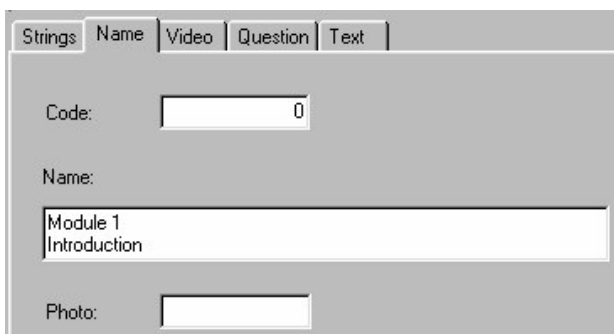 Strings Name Video Question Text
Code: 0
Name:
Module 1
Introduction
Photo: